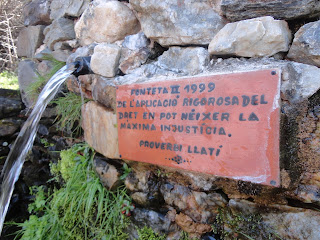 FONTETA II 1999
DE L'APLICACIÓ RIGOROSA DEL
DRET EN POT NÉIXER LA
MÀXIMA INJUSTÍCIA.
PROVERBI LLATÍ